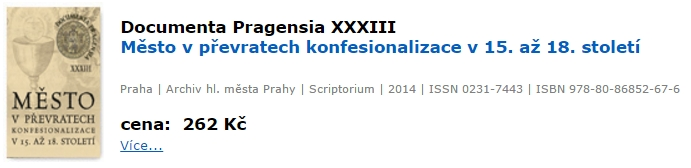 DOCUMENTA PRAGENSIA
XXXIII
MĚSTO
V PŘEVRATECH
KONFESIONALIZACE
V 15. AŽ 18. STOLETÍ
Documenta Pragensia XXXIII
Město v převratech konfesionalizace v 15. až 18. století
Praha | Archiv hl. města Prahy | Scriptorium | 2014 | ISSN 0231-7443 | ISBN 978-80-86852-67-6
cena: 262 Kč
Více...